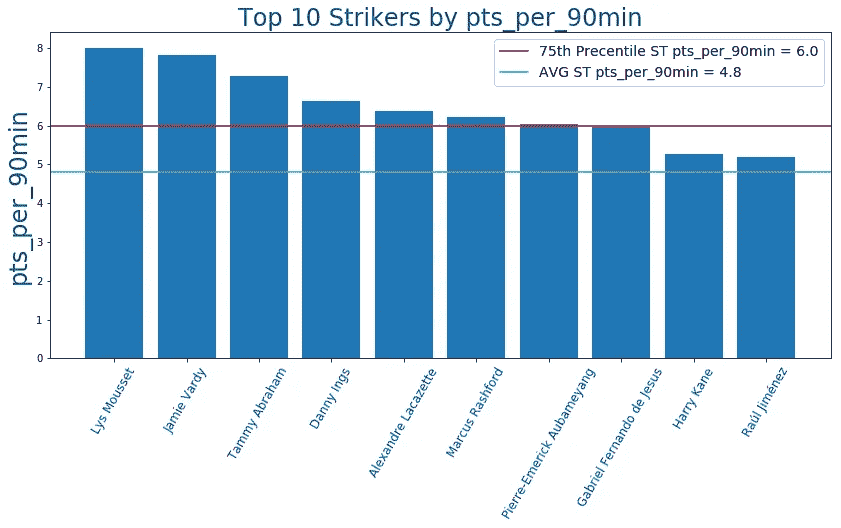 Top 10 Strikers by pts_per_90min
75th Precentile ST pts_per_90min = 6.0
AVG ST pts_per_90min = 4.8
pts_per_90min
8
7
6
5
4
3
2
1
0
Lys Mousset
Jamie Vardy
Tammy Abraham
Danny Ings
Alexandre Lacazette
Marcus Rashford
Pierre-Emerick Aubameyang
Gabriel Fernando de Jesus
Harry Kane
Raúl Jiménez